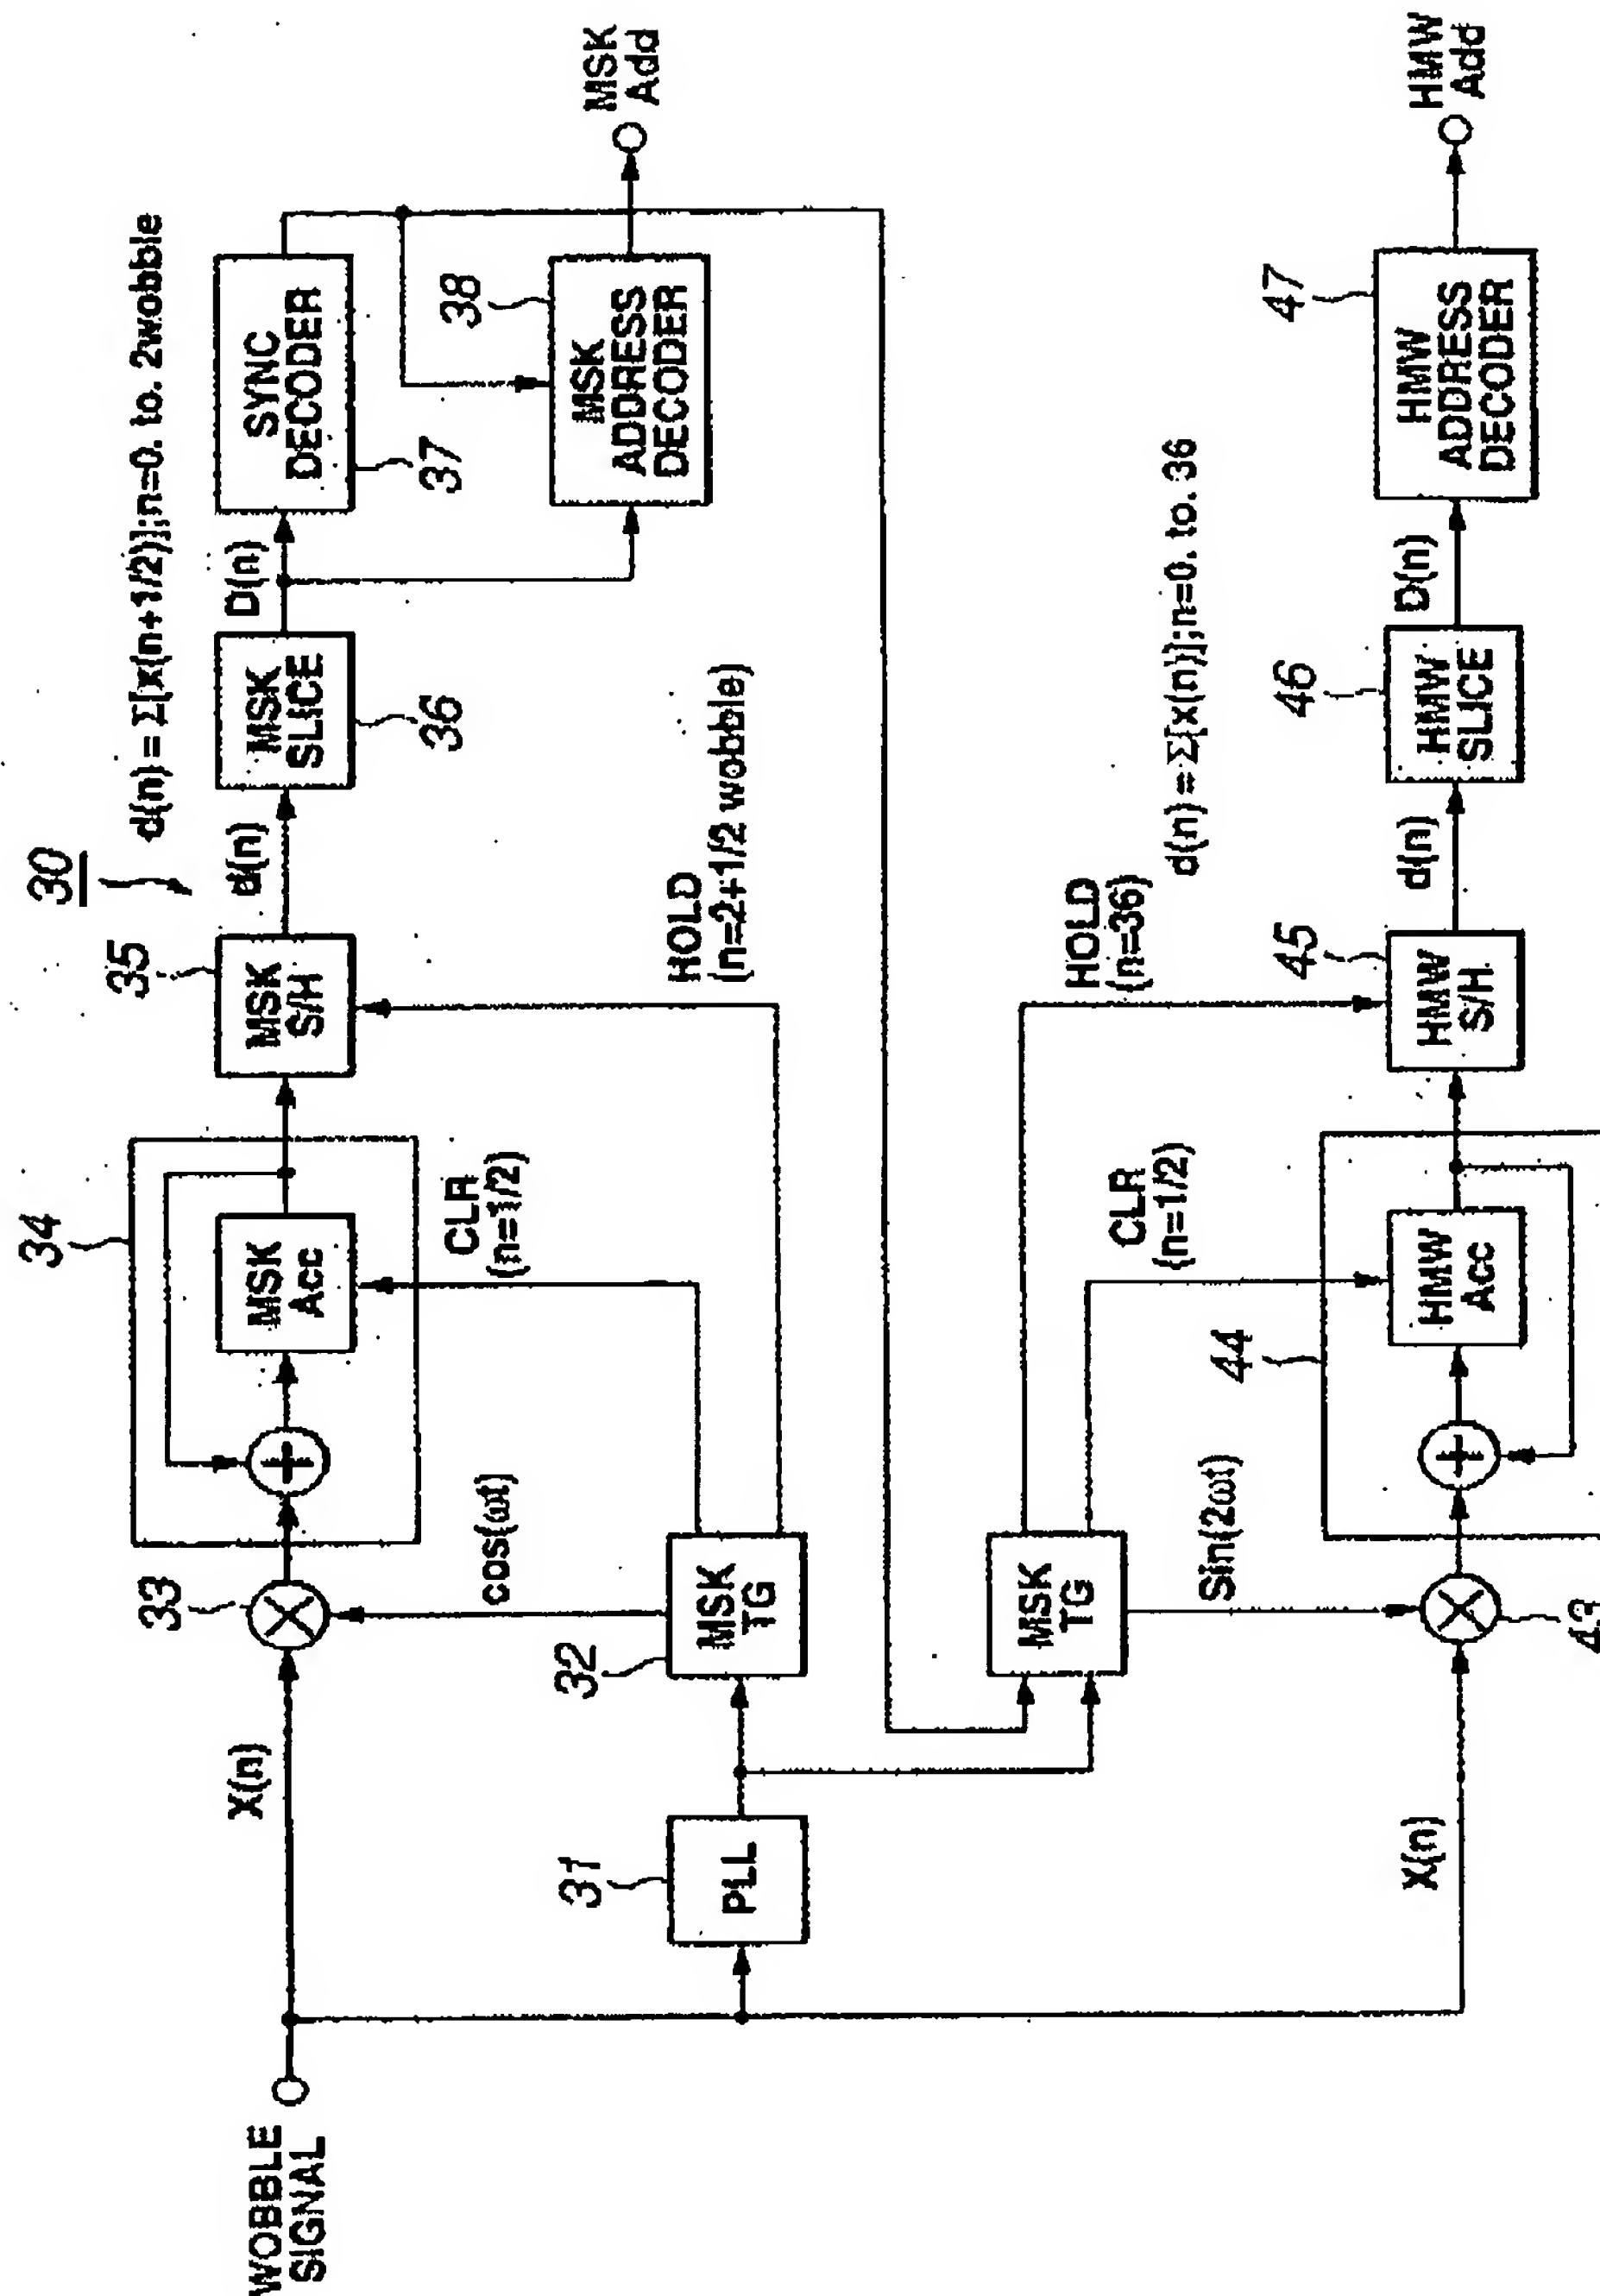 30
d(n) = Σ[x(n+1/2)];n=0. to. 2wobble
34
35
MSK
Acc
MSK
S/H
d(n)
MSK
SLICE
36
D(n)
SYNC
DECODER
37
33
X(n)
WOBBLE
SIGNAL
cos(ωt)
CLR
(n=1/2)
HOLD
(n=2+1/2 wobble)
38
MSK
ADDRESS
DECODER
MSK
Add
31
PLL
32
MSK
TG
MSK
TG
Sin(2ωt)
CLR
(n=1/2)
HOLD
(n=36)
d(n) = Σ[x(n)];n=0. to. 36
X(n)
43
44
HMW
Acc
45
HMW
S/H
d(n)
46
HMW
SLICE
D(n)
47
HMW
ADDRESS
DECODER
HMW
Add